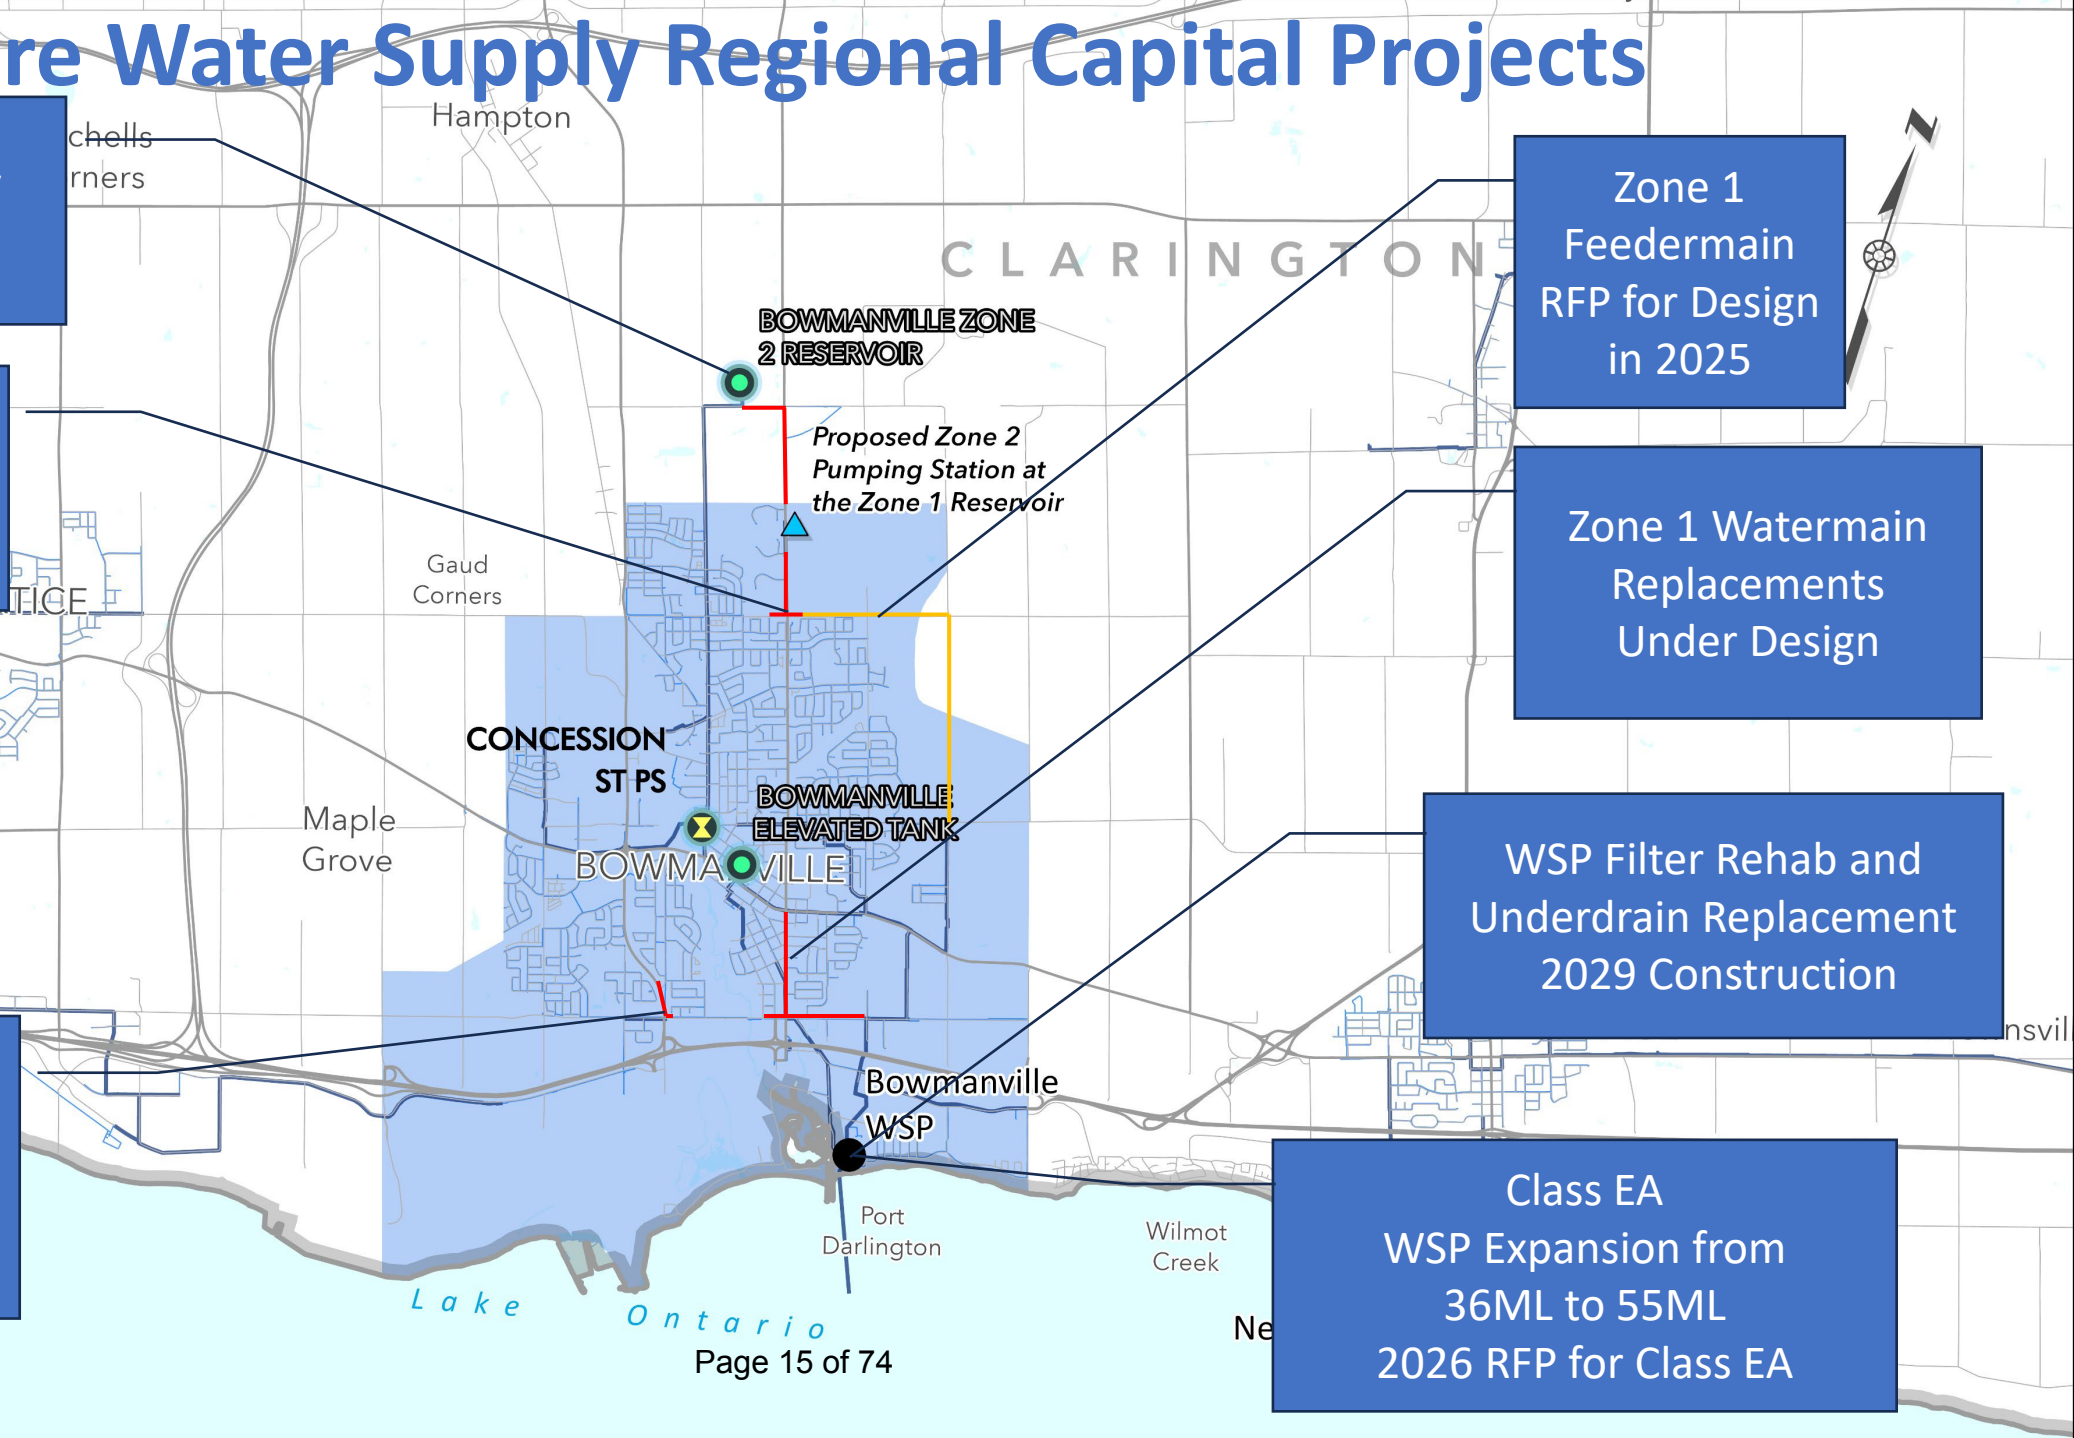 re Water Supply Regional Capital Projects
chells
rners
Hampton
Zone 1
Feedermain
RFP for Design
in 2025
N
CLARINGTON
BOWMANVILLE ZONE
2 RESERVOIR
Proposed Zone 2
Pumping Station at
the Zone 1 Reservoir
Zone 1 Watermain
Replacements
Under Design
Gaud
Corners
TICE
CONCESSION
ST PS
BOWMANVILLE
ELEVATED TANK
Maple
Grove
BOWMANVILLE
WSP Filter Rehab and
Underdrain Replacement
2029 Construction
nsvil
Bowmanville
WSP
Port
Darlington
Wilmot
Creek
Class EA
WSP Expansion from
36ML to 55ML
2026 RFP for Class EA
Lake Ontario
Ne
Page 15 of 74